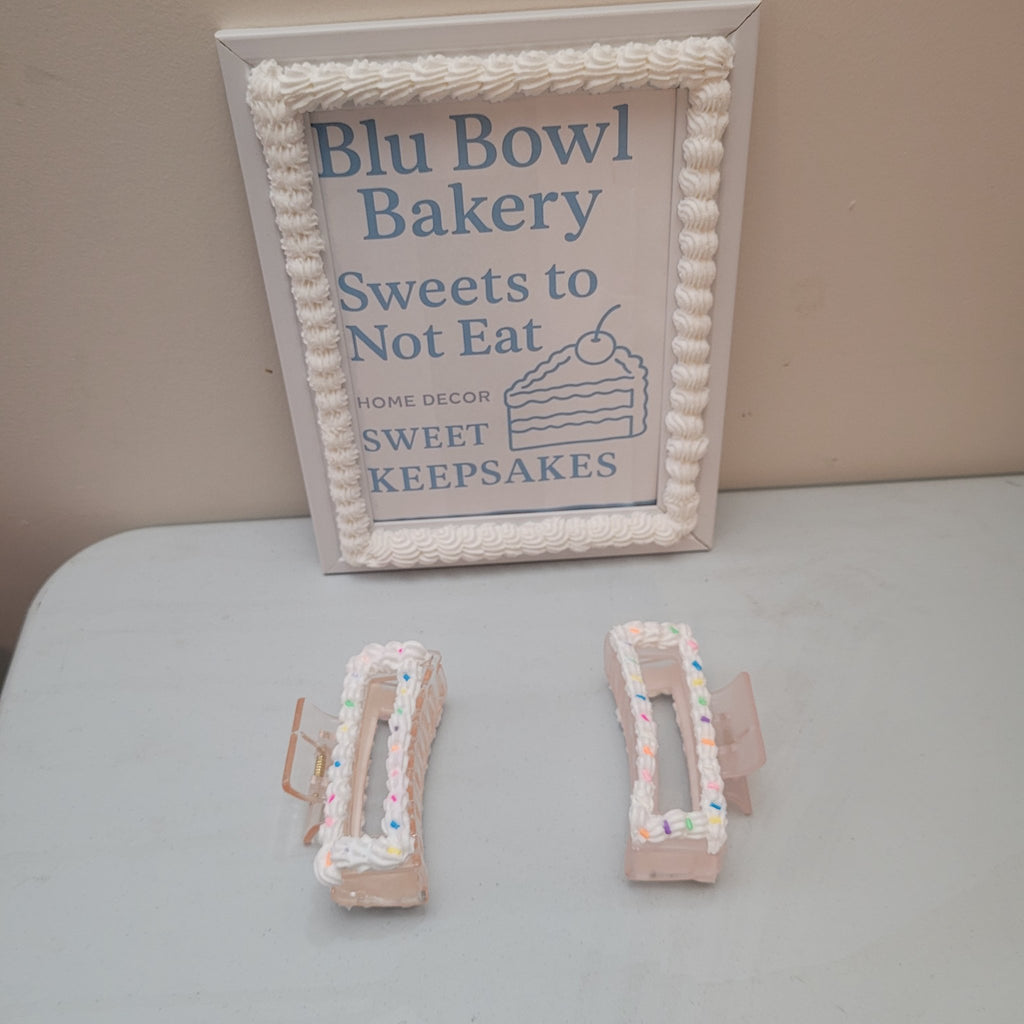 Blu Bowl
Bakery
Sweets to
Not Eat
HOME DECOR
SWEET
KEEPSAKES